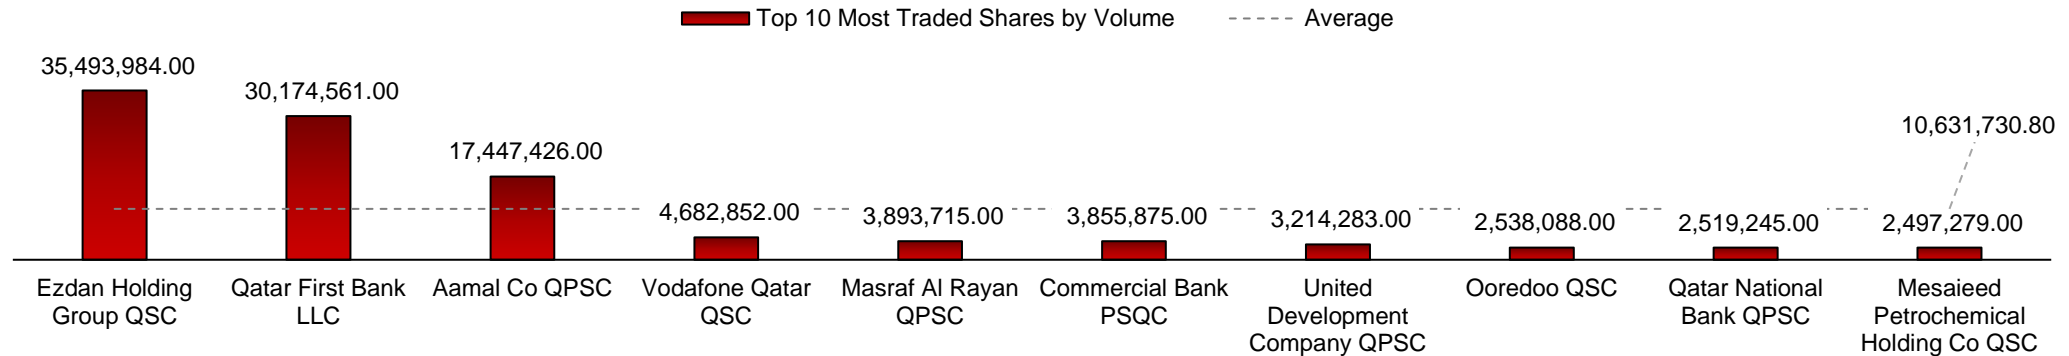 Top 10 Most Traded Shares by Volume
Average
35,493,984.00
30,174,561.00
17,447,426.00
4,682,852.00
3,893,715.00
3,855,875.00
3,214,283.00
2,538,088.00
2,519,245.00
2,497,279.00
10,631,730.80
Ezdan Holding
Group QSC
Qatar First Bank
LLC
Aamal Co QPSC
Vodafone Qatar
QSC
Masraf Al Rayan
QPSC
Commercial Bank
PSQC
United
Development
Company QPSC
Ooredoo QSC
Qatar National
Bank QPSC
Mesaieed
Petrochemical
Holding Co QSC